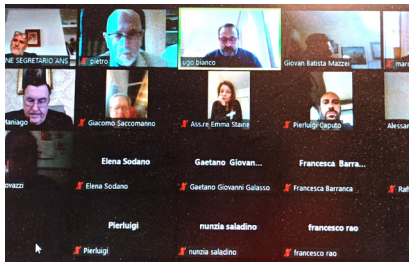 NE SEGRETARIO ANS
pietro
ugo bianco
Giovan Batista Mazzei
marc
Maniago
Giacomo Saccomanno
Ass.re Emma Staine
Pierluigi Caputo
Alessan
ovazzi
Elena Sodano
Elena Sodano
Gaetano Giovan...
Gaetano Giovanni Galasso
Francesca Barra...
Francesca Barranca
Raff
Pierluigi
Pierluigi
nunzia saladino
nunzia saladino
francesco rao
francesco rao